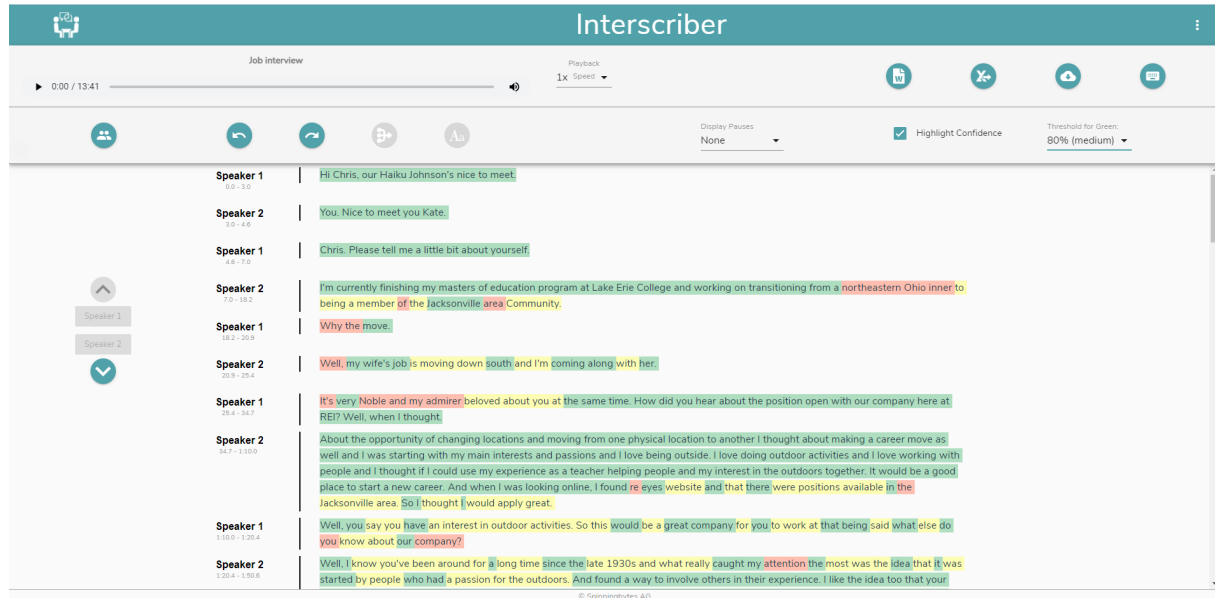 Interscriber
Job interview
0:00 / 13:41
Playback
1x Speed
W
X
Aa
Display Pauses
None
Highlight Confidence
Threshold for Green:
80% (medium)
Speaker 1
0.0 - 3.0
Hi Chris, our Haiku Johnson's nice to meet.
Speaker 2
3.0 - 4.6
You. Nice to meet you Kate.
Speaker 1
4.6 - 7.0
Chris. Please tell me a little bit about yourself.
Speaker 2
7.0 - 18.2
I'm currently finishing my masters of education program at Lake Erie College and working on transitioning from a northeastern Ohio inner to
being a member of the Jacksonville area Community.
Speaker 1
18.2 - 20.9
Why the move.
Speaker 2
20.9 - 25.4
Well, my wife's job is moving down south and I'm coming along with her.
Speaker 1
25.4 - 34.7
It's very Noble and my admirer beloved about you at the same time. How did you hear about the position open with our company here at
REI? Well, when I thought.
Speaker 2
34.7 - 1:10.0
About the opportunity of changing locations and moving from one physical location to another I thought about making a career move as
well and I was starting with my main interests and passions and I love being outside. I love doing outdoor activities and I love working with
people and I thought if I could use my experience as a teacher helping people and my interest in the outdoors together. It would be a good
place to start a new career. And when I was looking online, I found re eyes website and that there were positions available in the
Jacksonville area. So I thought I would apply great.
Speaker 1
1:10.0 - 1:20.4
Well, you say you have an interest in outdoor activities. So this would be a great company for you to work at that being said what else do
you know about our company?
Speaker 2
1:20.4 - 1:50.6
Well, I know you've been around for a long time since the late 1930s and what really caught my attention the most was the idea that it was
started by people who had a passion for the outdoors. And found a way to involve others in their experience. I like the idea too that your
Speaker 1
Speaker 2
© Spinningbytes AG